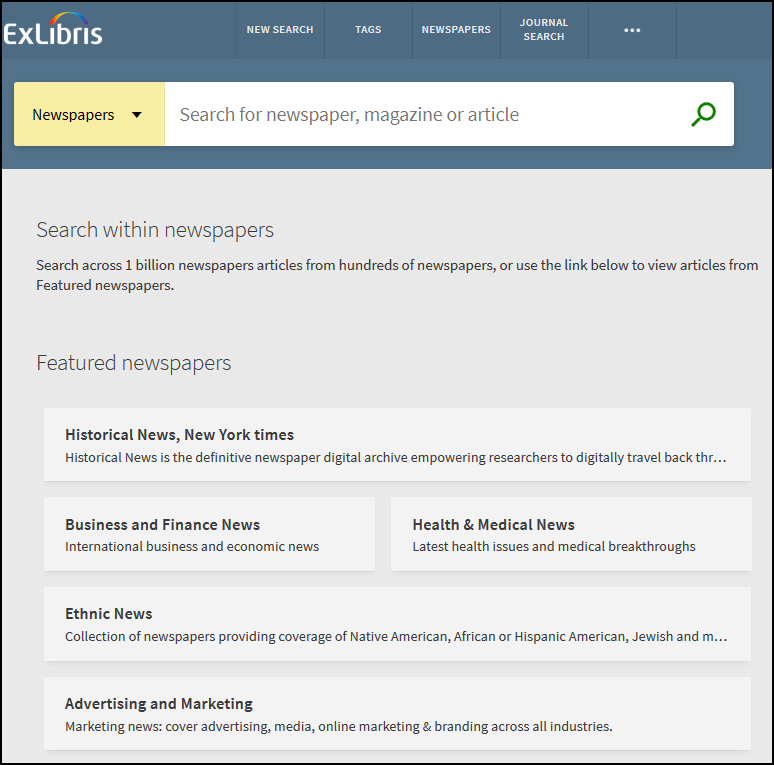 ExLibris
NEW SEARCH
TAGS
NEWSPAPERS
JOURNAL
SEARCH
•••
Newspapers
Search for newspaper, magazine or article
Search within newspapers
Search across 1 billion newspapers articles from hundreds of newspapers, or use the link below to view articles from
Featured newspapers.
Featured newspapers
Historical News, New York times
Historical News is the definitive newspaper digital archive empowering researchers to digitally travel back thr…
Business and Finance News
International business and economic news
Health & Medical News
Latest health issues and medical breakthroughs
Ethnic News
Collection of newspapers providing coverage of Native American, African or Hispanic American, Jewish and m…
Advertising and Marketing
Marketing news: cover advertising, media, online marketing & branding across all industries.